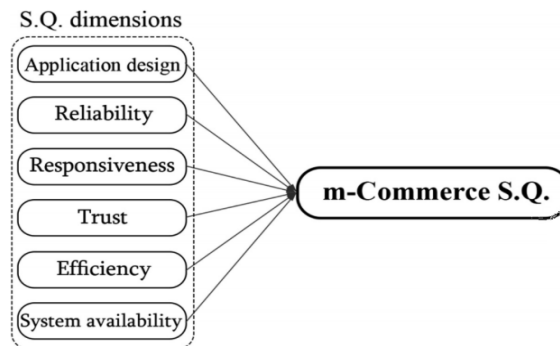 S.Q. dimensions
Application design
Reliability
Responsiveness
Trust
Efficiency
System availability
m-Commerce S.Q.